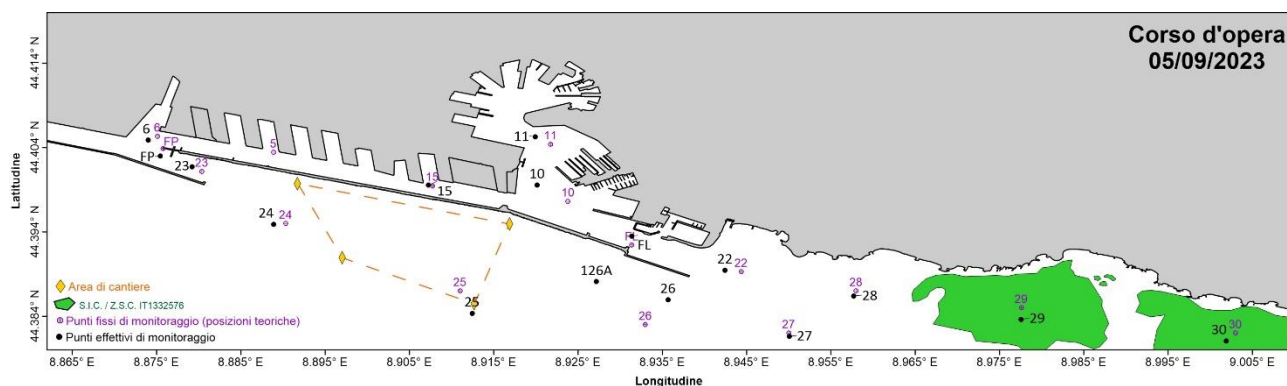 Corso d'opera
05/09/2023
44.414° N
44.404° N
44.394° N
44.384° N
Latitudine
6
6
FP
FP
23
23
5
15
15
11
11
10
10
24
24
FL
FL
25
25
126A
26
26
22
22
27
27
28
28
29
29
30
30
Area di cantiere
S.I.C. / Z.S.C. IT1332576
Punti fissi di monitoraggio (posizioni teoriche)
Punti effettivi di monitoraggio
8.865° E
8.875° E
8.885° E
8.895° E
8.905° E
8.915° E
8.925° E
8.935° E
8.945° E
8.955° E
8.965° E
8.975° E
8.985° E
8.995° E
9.005° E
Longitudine